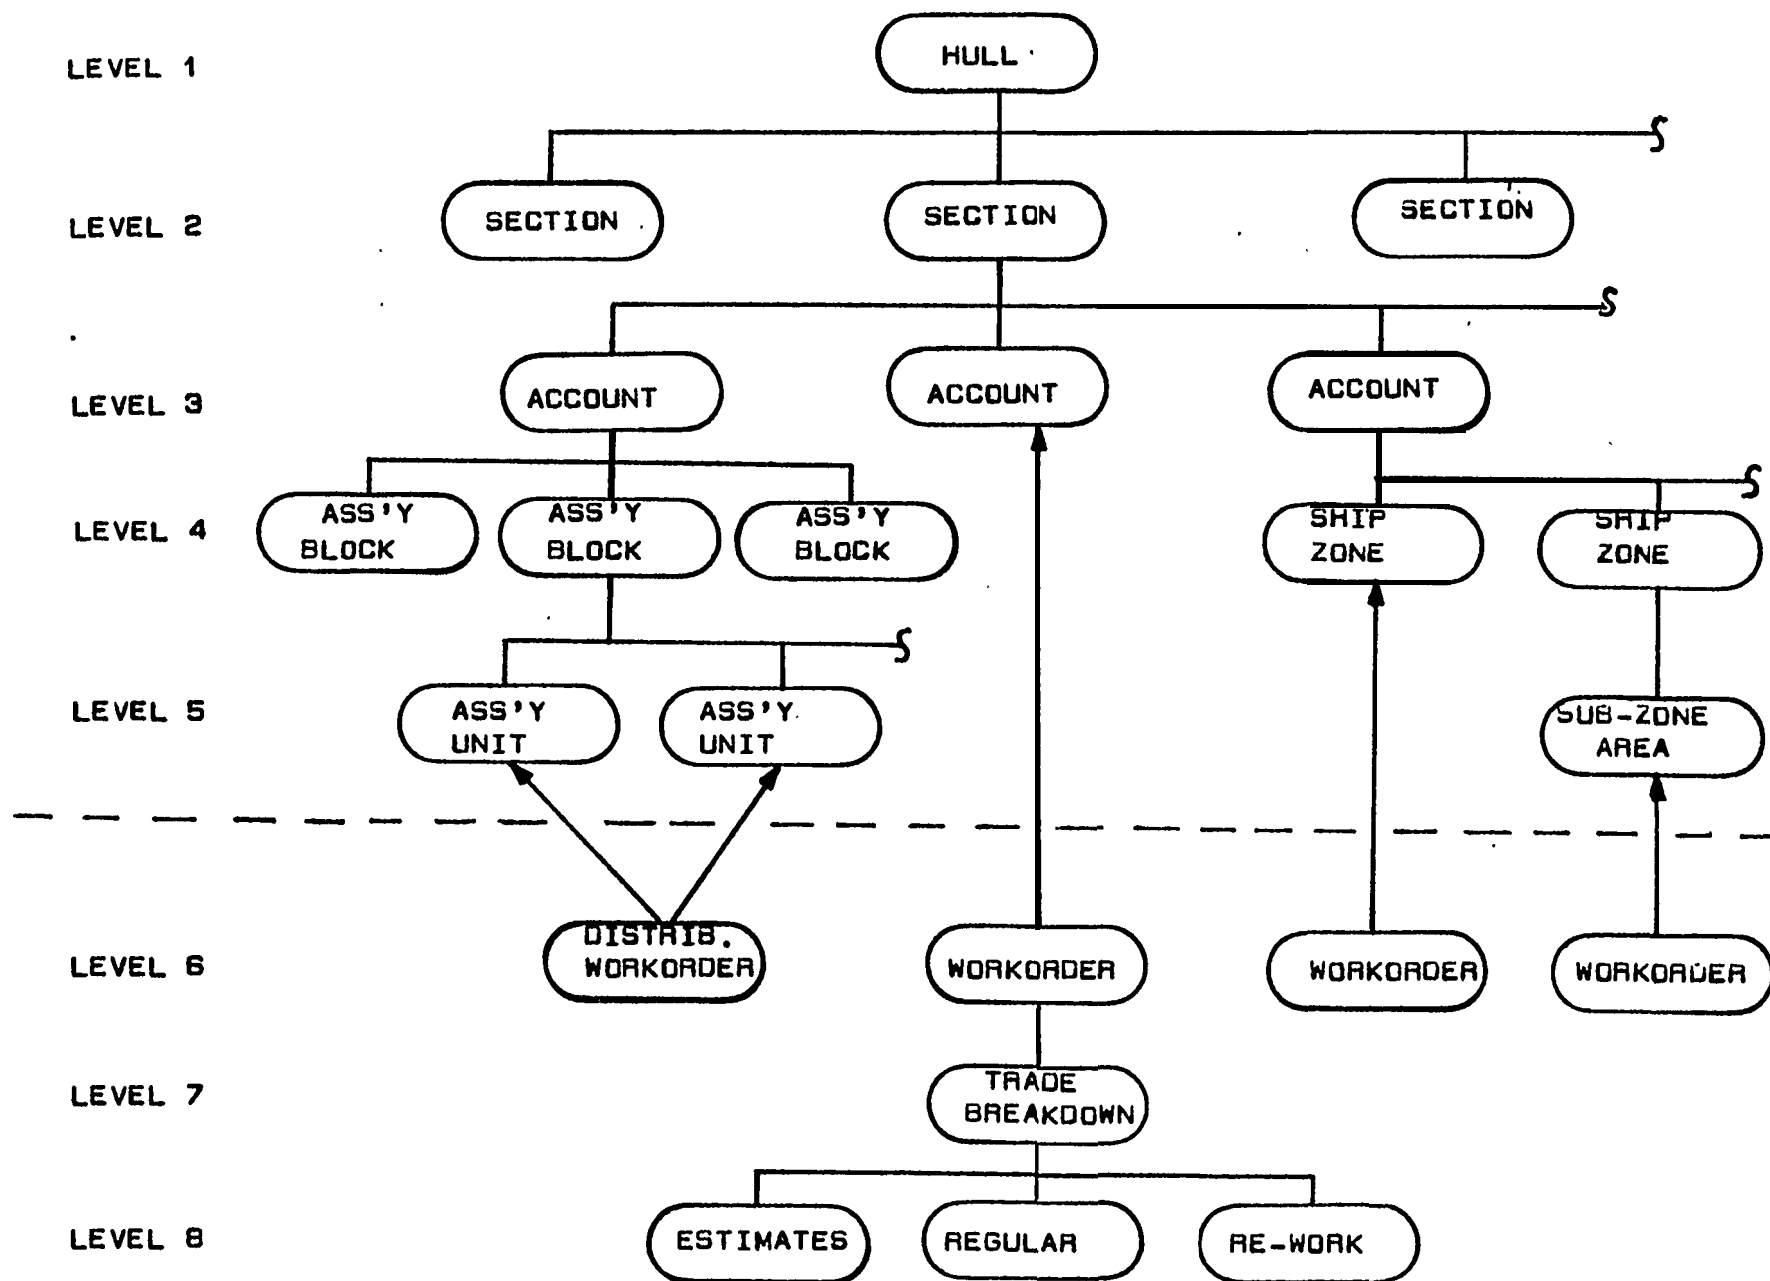 LEVEL 1
HULL
LEVEL 2
SECTION
SECTION
SECTION
LEVEL 3
ACCOUNT
ACCOUNT
ACCOUNT
LEVEL 4
ASS'Y
BLOCK
ASS'Y
BLOCK
ASS'Y
BLOCK
SHIP
ZONE
SHIP
ZONE
LEVEL 5
ASS'Y
UNIT
ASS'Y
UNIT
SUB-ZONE
AREA
LEVEL 6
DISTRIB.
WORKORDER
WORKORDER
WORKORDER
WORKORDER
LEVEL 7
TRADE
BREAKDOWN
LEVEL 8
ESTIMATES
REGULAR
RE-WORK